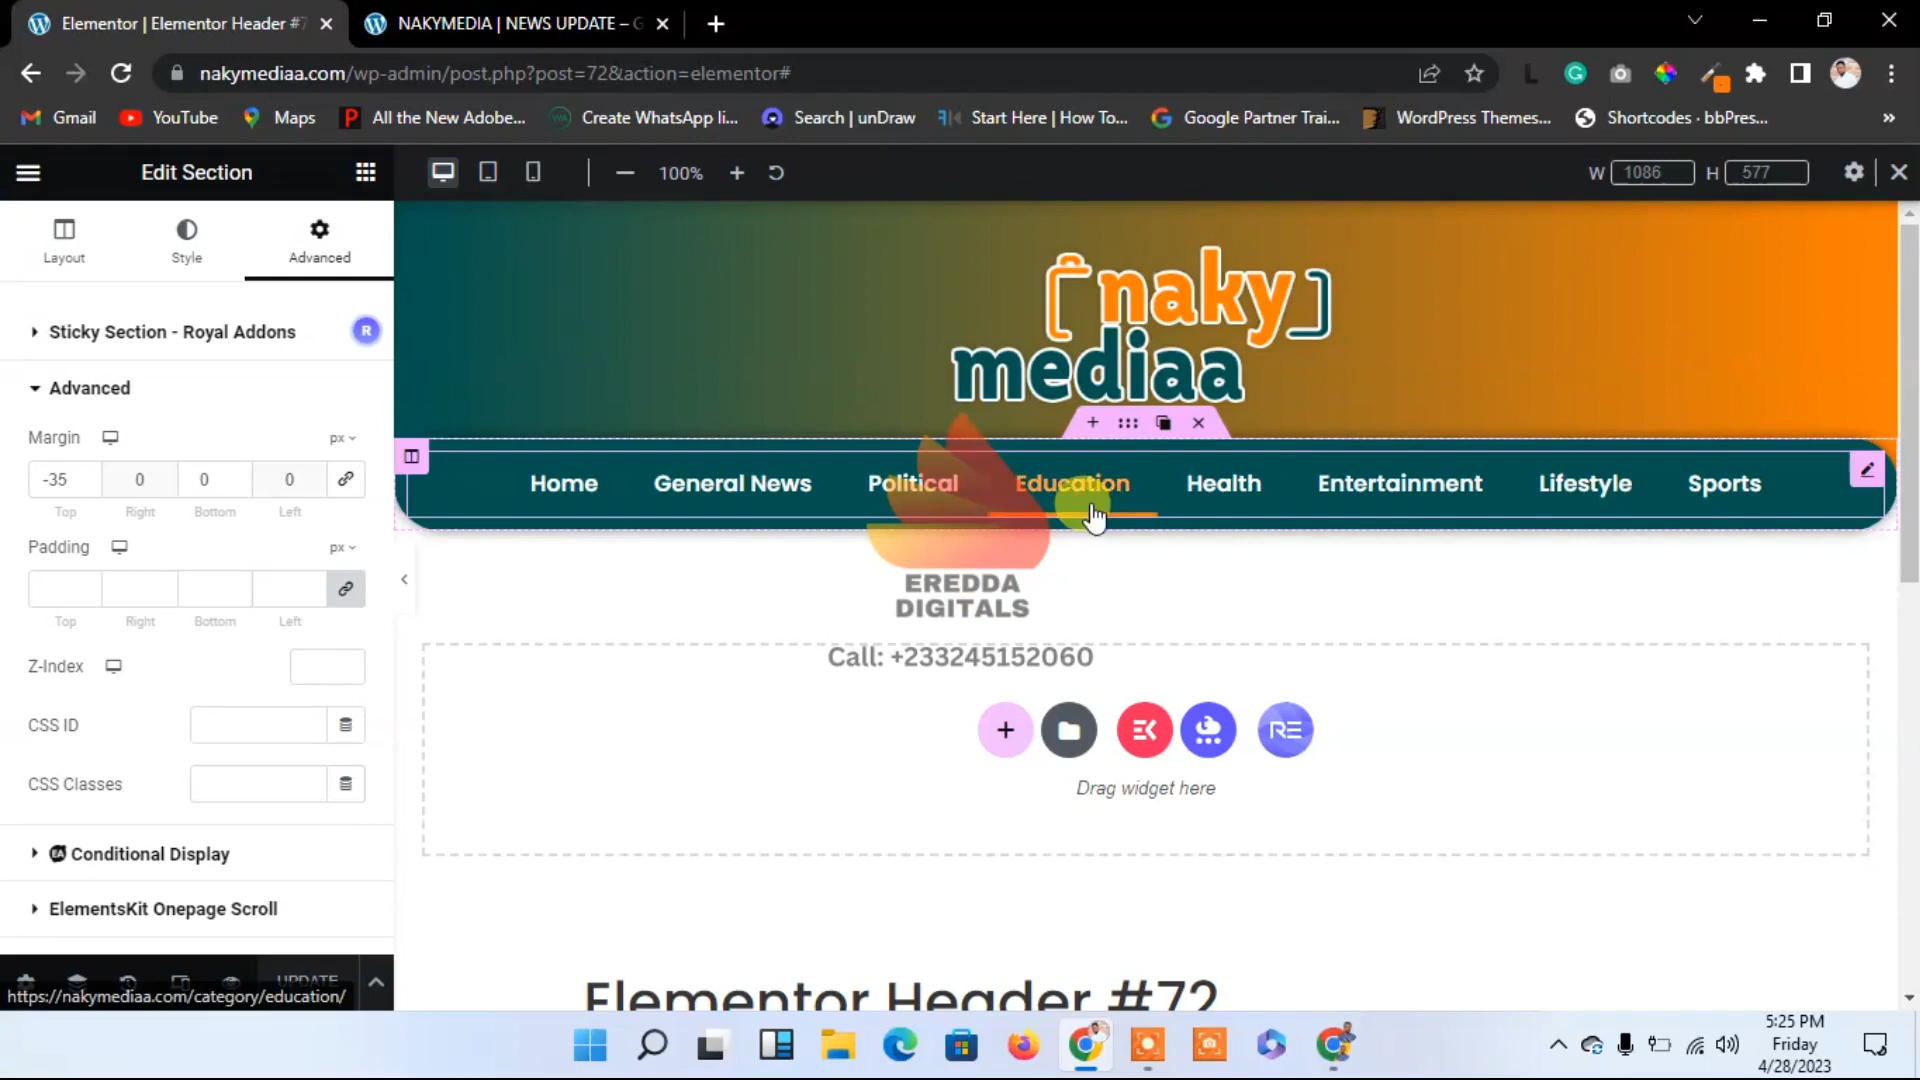 Elementor | Elementor Header #7
NAKYMEDIA | NEWS UPDATE – G
nakymediaa.com/wp-admin/post.php?post=72&action=elementor#
Gmail
YouTube
Maps
All the New Adobe...
Create WhatsApp li...
Search | unDraw
Start Here | How To...
Google Partner Trai...
WordPress Themes...
Shortcodes · bbPres...
Edit Section
100%
W 1086 H 577
Layout
Style
Advanced
naky
mediaa
Sticky Section - Royal Addons
R
Advanced
Margin
px
-35 0 0 0
Top Right Bottom Left
Padding
px
Top Right Bottom Left
Z-Index
CSS ID
CSS Classes
EA Conditional Display
ElementsKit Onepage Scroll
UPDATE
https://nakymediaa.com/category/education/
Home General News Political Education Health Entertainment Lifestyle Sports
EREDDA
DIGITALS
Call: +233245152060
Drag widget here
Elementor Header #72
5:25 PM
Friday
4/28/2023